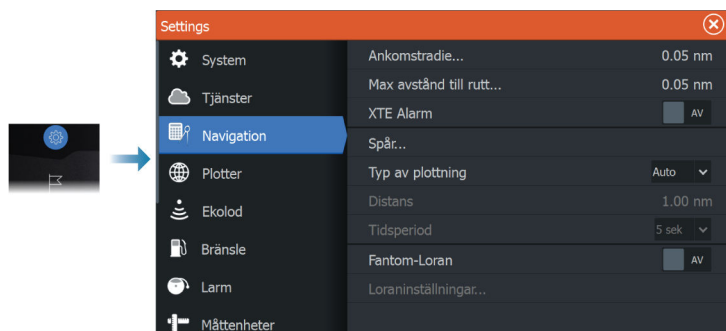 Settings
System
Tjänster
Navigation
Plotter
Ekolod
Bränsle
Larm
Måttenheter
Ankomstradie... 0.05 nm
Max avstånd till rutt... 0.05 nm
XTE Alarm AV
Spår...
Typ av plottning Auto
Distans 1.00 nm
Tidsperiod 5 sek
Fantom-Loran AV
Loraninställningar...